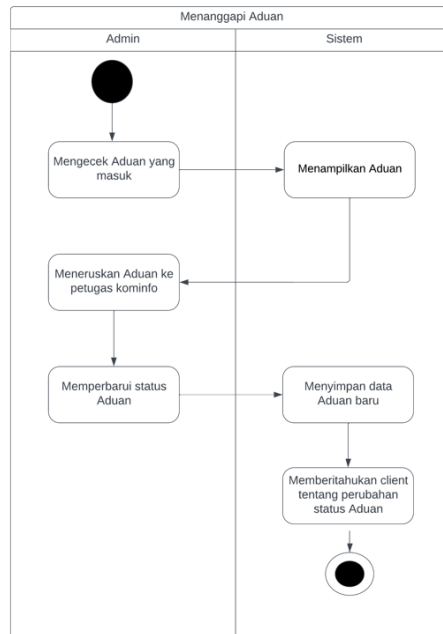 Menanggapi Aduan
Admin
Sistem
Mengecek Aduan yang
masuk
Menampilkan Aduan
Meneruskan Aduan ke
petugas kominfo
Memperbarui status
Aduan
Menyimpan data
Aduan baru
Memberitahukan client
tentang perubahan
status Aduan